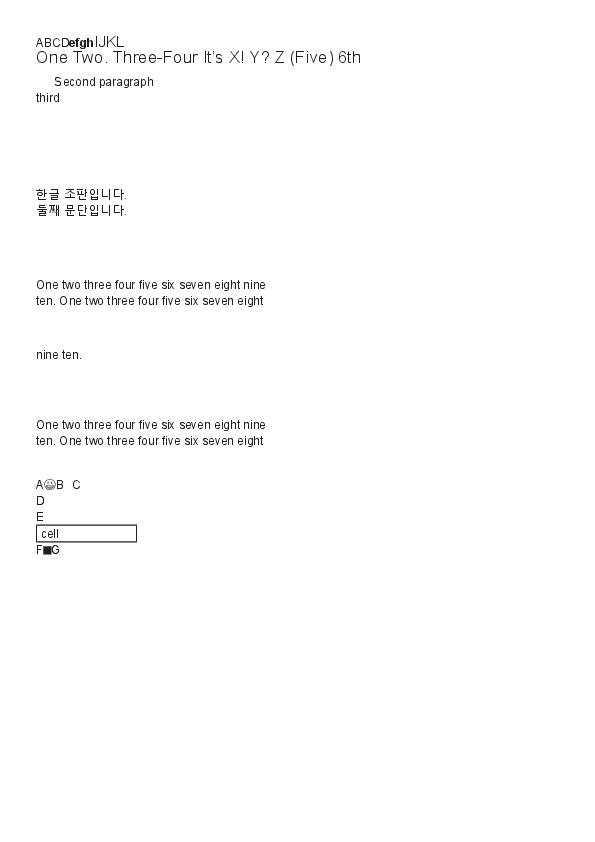 ABCDefghIJKL
One Two. Three-Four It’s X! Y? Z (Five) 6th
Second paragraph
third
한글 조판입니다.
둘째 문단입니다.
One two three four five six seven eight nine
ten. One two three four five six seven eight
nine ten.
One two three four five six seven eight nine
ten. One two three four five six seven eight
A😀B C
D
E
cell
F■G